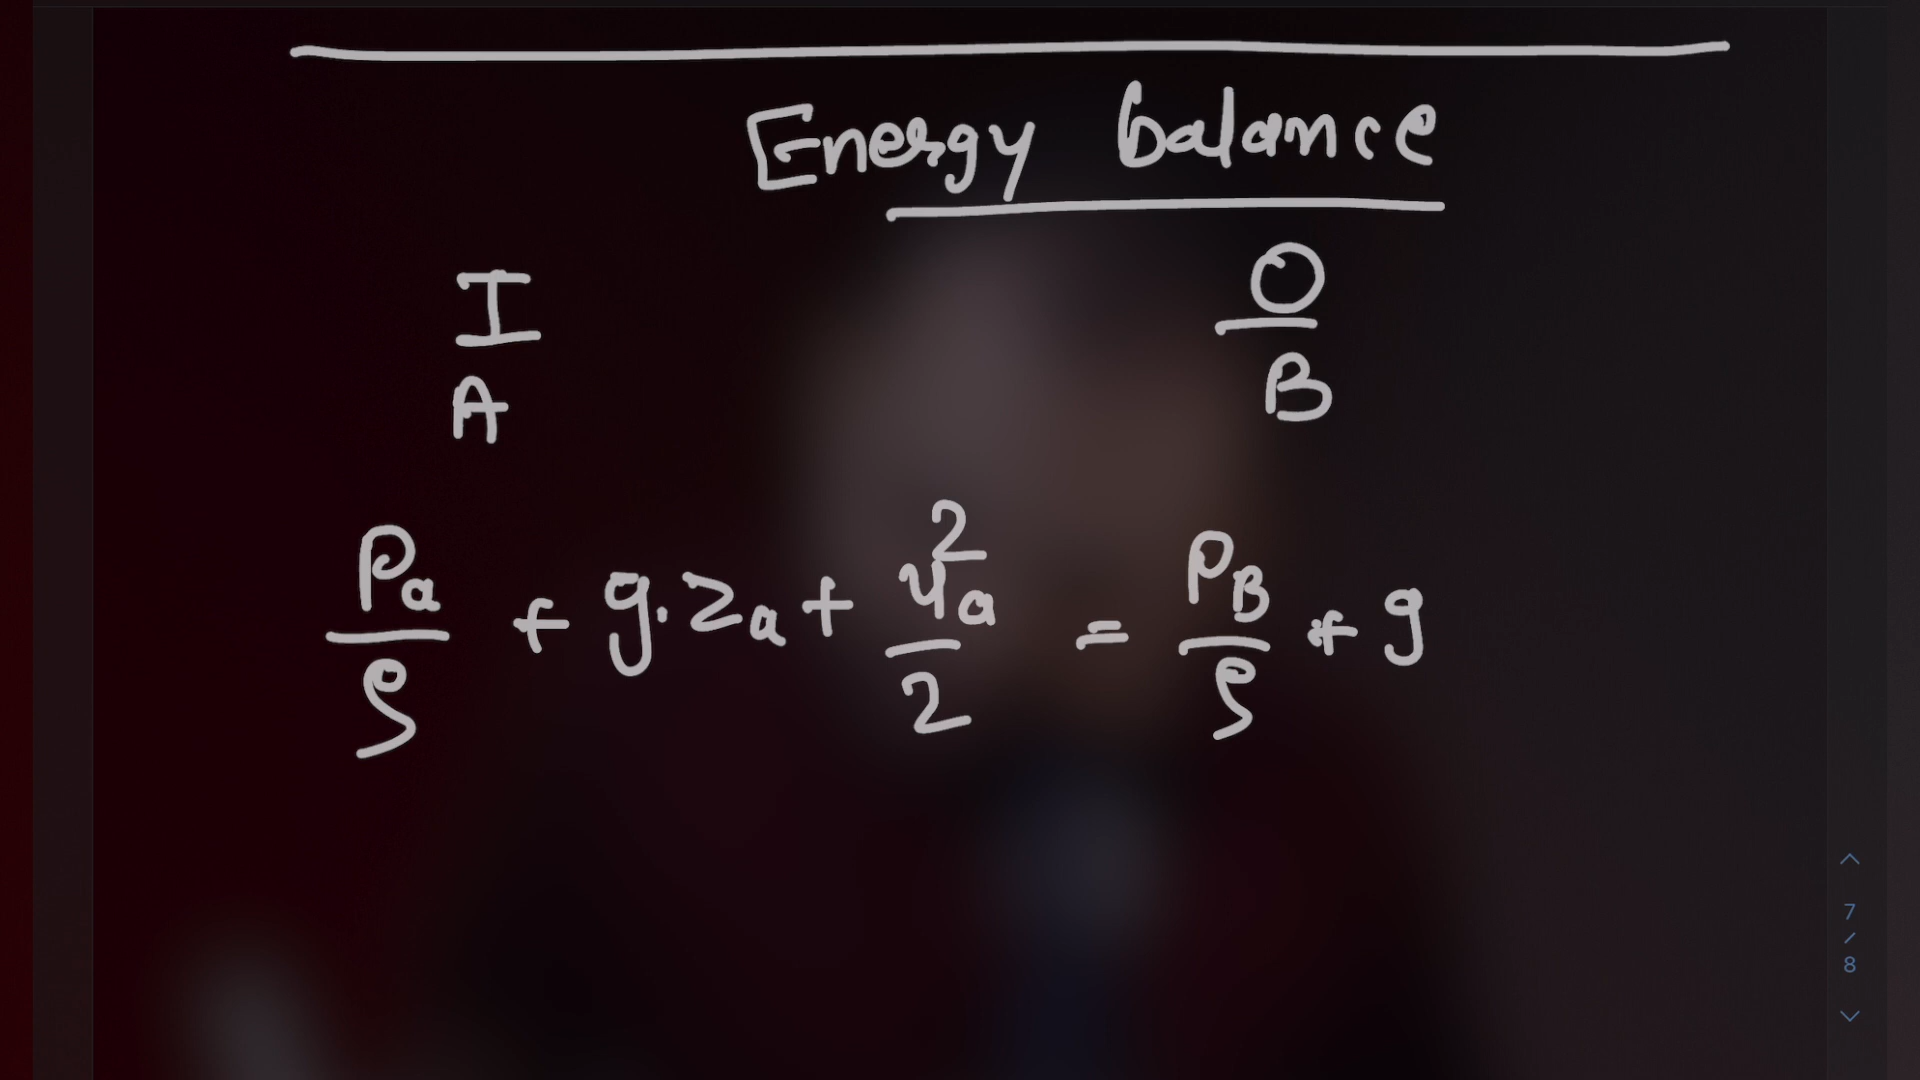 Energy balance
I O
A B
Pa/ρ + g.Za + Va²/2 = PB/ρ + g
7
/
8